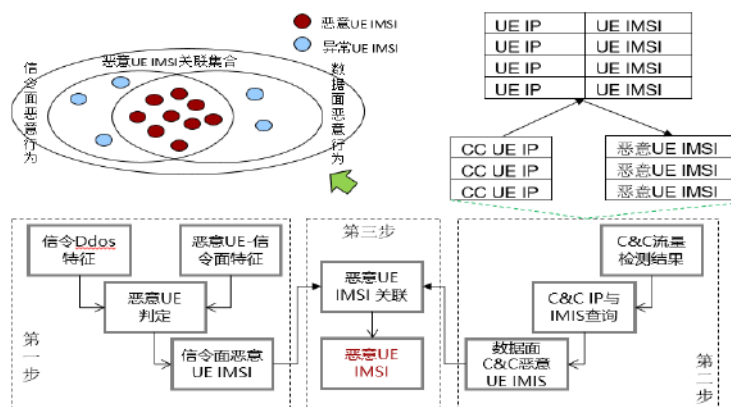 恶意UE IMSI
异常UE IMSI
恶意UE IMSI关联集合
信令面恶意行为
数据面恶意行为
UE IP UE IMSI
UE IP UE IMSI
UE IP UE IMSI
UE IP UE IMSI
CC UE IP
CC UE IP
CC UE IP
恶意UE IMSI
恶意UE IMSI
恶意UE IMSI
信令Ddos
特征
恶意UE-信
令面特征
恶意UE
判定
信令面恶意
UE IMSI
第一步
第三步
恶意UE
IMSI 关联
恶意UE
IMSI
C&C流量
检测结果
C&C IP与
IMIS查询
数据面
C&C恶意
UE IMIS
第二步